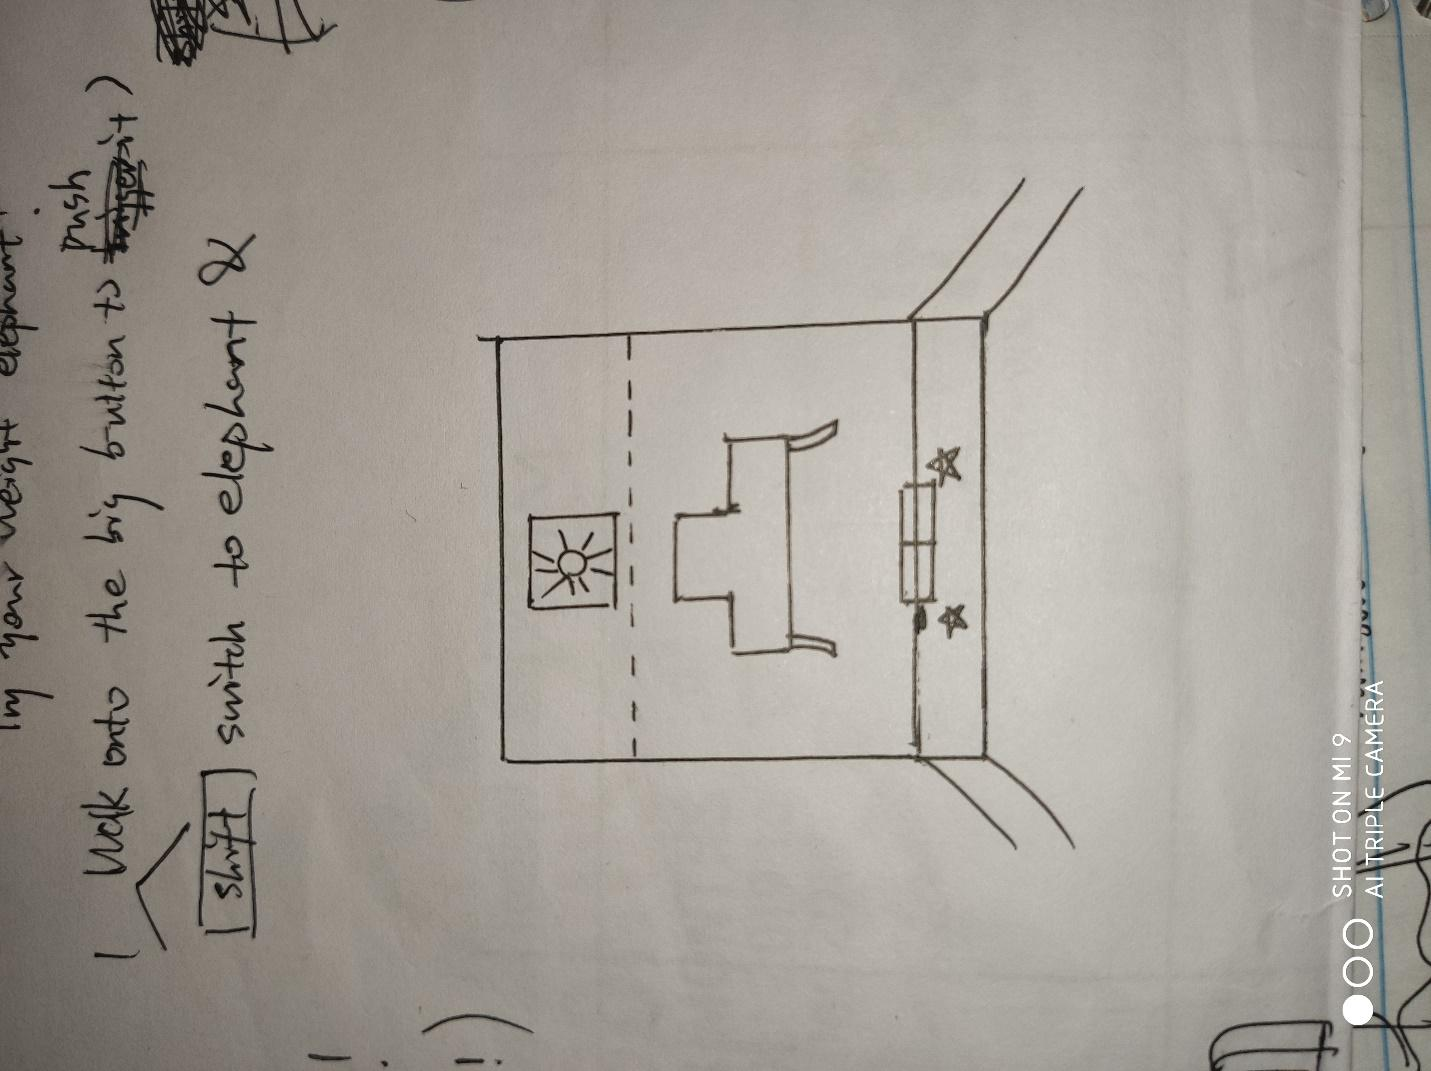 your weight elephant
Walk onto the big button to push it)
shift switch to elephant &
SHOT ON MI 9
AI TRIPLE CAMERA